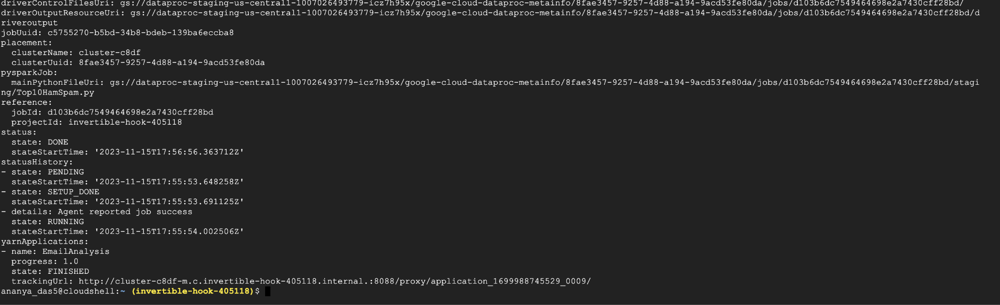 driverControlFilesUri: gs://dataproc-staging-us-central1-1007026493779-icz7h95x/google-cloud-dataproc-metainfo/8fae3457-9257-4d88-a194-9acd53fe80da/jobs/d103b6dc7549464698e2a7430cff28bd/
driverOutputResourceUri: gs://dataproc-staging-us-central1-1007026493779-icz7h95x/google-cloud-dataproc-metainfo/8fae3457-9257-4d88-a194-9acd53fe80da/jobs/d103b6dc7549464698e2a7430cff28bd/d
riveroutput
jobUuid: c5755270-b5bd-34b8-bdeb-139ba6eccba8
placement:
  clusterName: cluster-c8df
  clusterUuid: 8fae3457-9257-4d88-a194-9acd53fe80da
pysparkJob:
  mainPythonFileUri: gs://dataproc-staging-us-central1-1007026493779-icz7h95x/google-cloud-dataproc-metainfo/8fae3457-9257-4d88-a194-9acd53fe80da/jobs/d103b6dc7549464698e2a7430cff28bd/stagi
ng/Top10HamSpam.py
reference:
  jobId: d103b6dc7549464698e2a7430cff28bd
  projectId: invertible-hook-405118
status:
  state: DONE
  stateStartTime: '2023-11-15T17:56:56.363712Z'
statusHistory:
- state: PENDING
  stateStartTime: '2023-11-15T17:55:53.648258Z'
- state: SETUP_DONE
  stateStartTime: '2023-11-15T17:55:53.691125Z'
- details: Agent reported job success
  state: RUNNING
  stateStartTime: '2023-11-15T17:55:54.002506Z'
yarnApplications:
- name: EmailAnalysis
  progress: 1.0
  state: FINISHED
  trackingUrl: http://cluster-c8df-m.c.invertible-hook-405118.internal.:8088/proxy/application_1699988745529_0009/
ananya_das5@cloudshell:~ (invertible-hook-405118)$